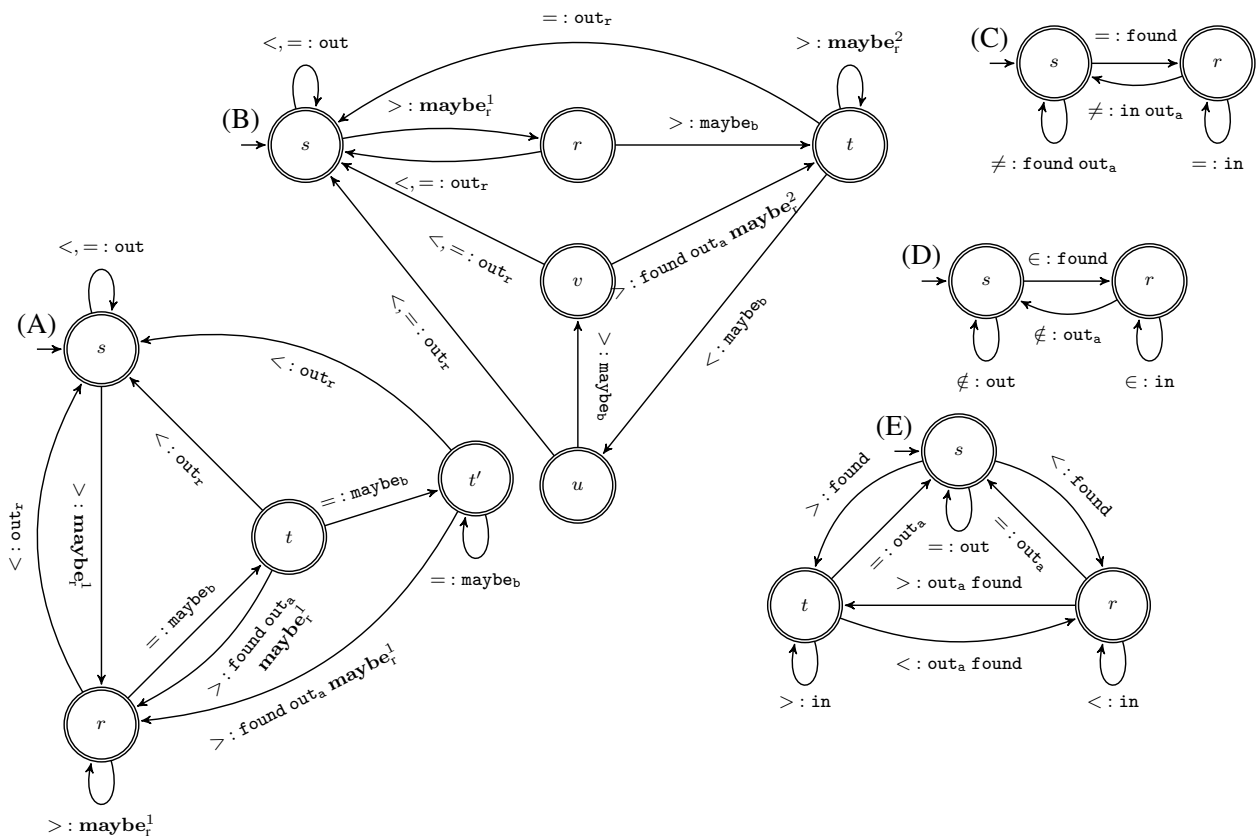 (A)
<, = : out
s
< : out_r
> : maybe_r^1
< : out_r
< : out_r
t
= : maybe_b
t′
= : maybe_b
= : maybe_b
> : found out_a
maybe_r^1
> : found out_a maybe_r^1
r
> : maybe_r^1
(B)
<, = : out
= : out_r
> : maybe_r^2
s
> : maybe_r^1
r
> : maybe_b
t
<, = : out_r
<, = : out_r
v
> : found out_a maybe_r^2
<, = : out_r
> : maybe_b
< : maybe_b
u
(C)
s
= : found
r
≠ : in out_a
≠ : found out_a
= : in
(D)
s
∈ : found
r
∉ : out_a
∉ : out
∈ : in
(E)
s
> : found
< : found
= : out
= : out_a
= : out_a
t
> : out_a found
r
< : out_a found
> : in
< : in